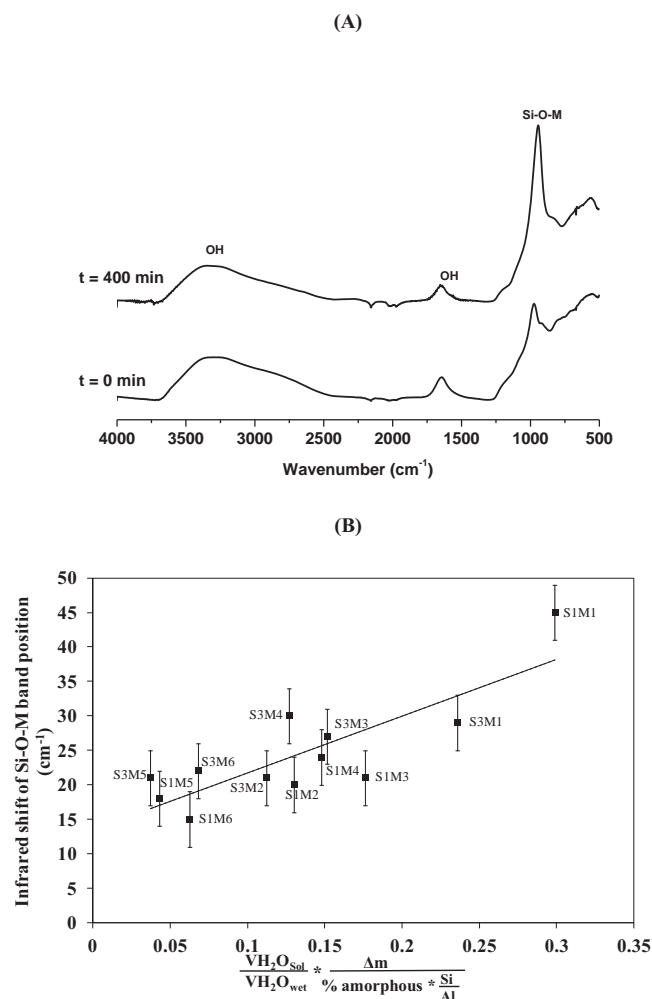 (A)
Si-O-M
OH
OH
t = 400 min
t = 0 min
4000 3500 3000 2500 2000 1500 1000 500
Wavenumber (cm⁻¹)
(B)
Infrared shift of Si-O-M band position
(cm⁻¹)
50
45
40
35
30
25
20
15
10
5
0
S1M1
S3M4
S3M3
S3M1
S3M5
S3M6
S1M5
S3M2
S1M4
S1M3
S1M2
S1M6
0 0.05 0.1 0.15 0.2 0.25 0.3 0.35
VH₂O_Sol / VH₂O_wet * Δm / % amorphous * Si/Al